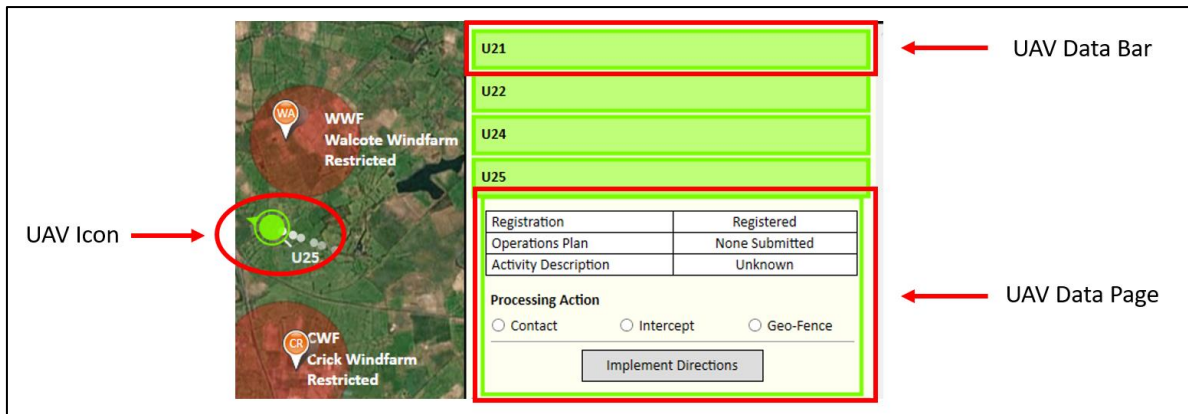 UAV Icon
WA
WWF
Walcote Windfarm
Restricted
U25
CR
CWF
Crick Windfarm
Restricted
U21
U22
U24
U25
Registration Registered
Operations Plan None Submitted
Activity Description Unknown
Processing Action
Contact Intercept Geo-Fence
Implement Directions
UAV Data Bar
UAV Data Page